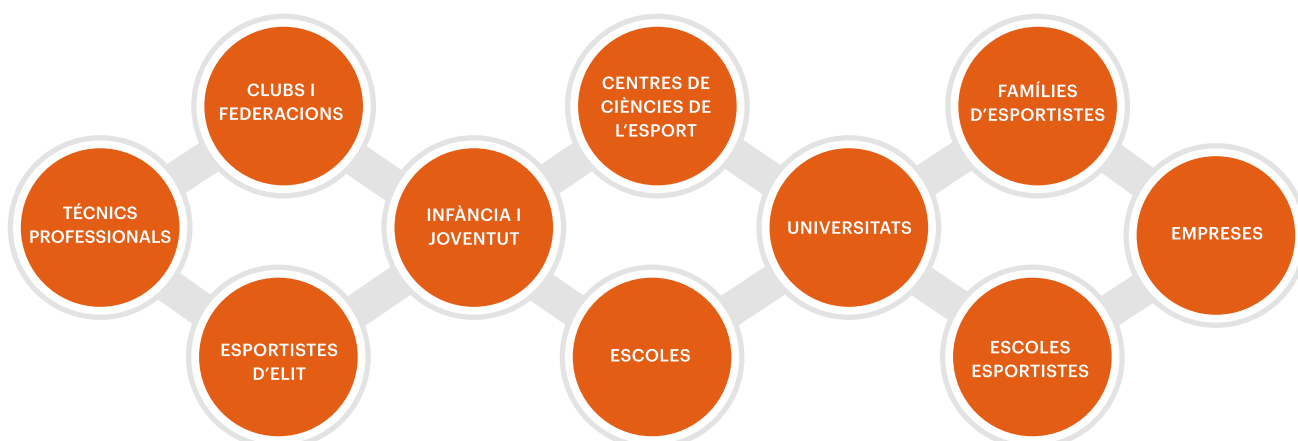 CLUBS I
FEDERACIONS
CENTRES DE
CIÈNCIES DE
L'ESPORT
FAMÍLIES
D'ESPORTISTES
TÉCNICS
PROFESSIONALS
INFÀNCIA I
JOVENTUT
UNIVERSITATS
EMPRESES
ESPORTISTES
D'ELIT
ESCOLES
ESCOLES
ESPORTISTES